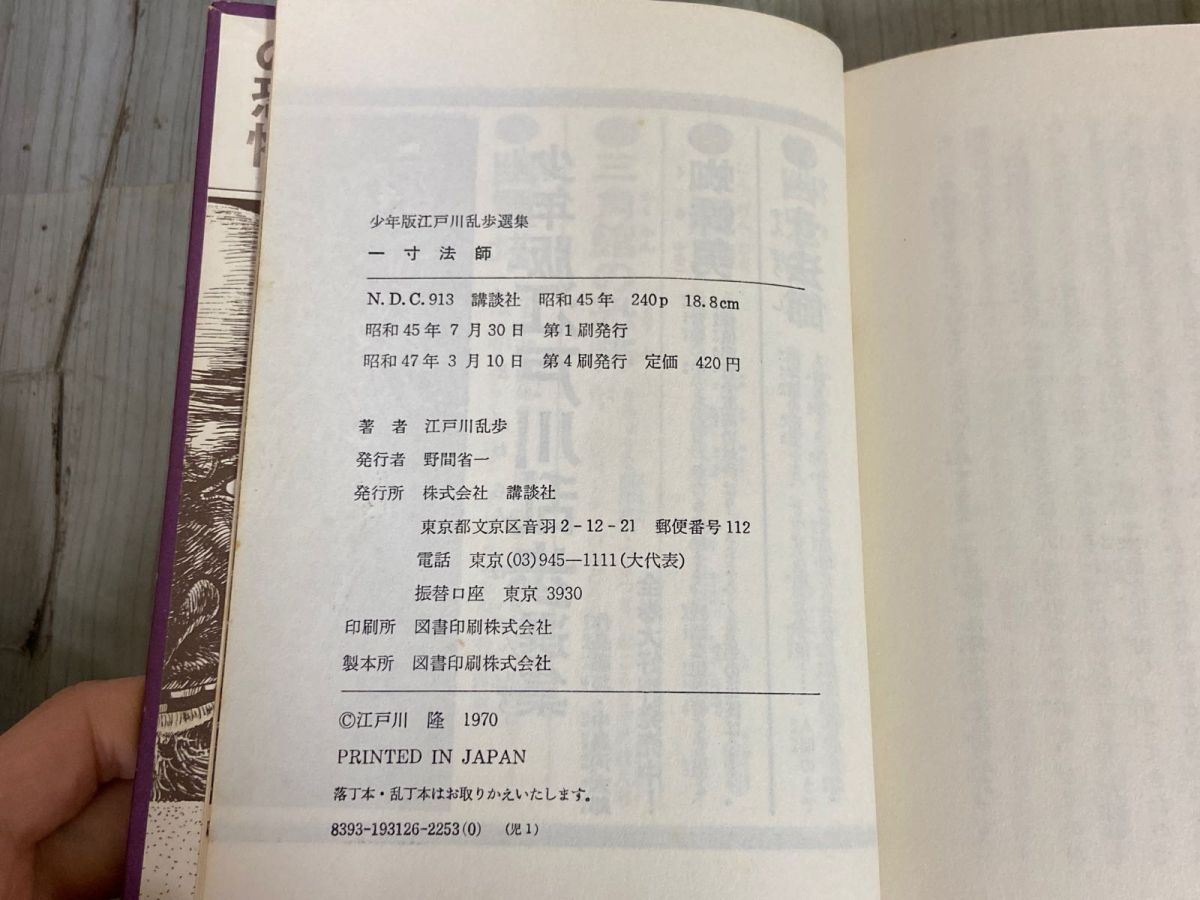 少年版江戸川乱歩選集
一寸法師
N.D.C.913 講談社 昭和45年 240p 18.8cm
昭和45年 7月30日 第1刷発行
昭和47年 3月10日 第4刷発行 定価 420円
著者 江戸川乱歩
発行者 野間省一
発行所 株式会社 講談社
東京都文京区音羽2-12-21 郵便番号112
電話 東京(03)945―1111(大代表)
振替口座 東京 3930
印刷所 図書印刷株式会社
製本所 図書印刷株式会社
©江戸川 隆 1970
PRINTED IN JAPAN
落丁本・乱丁本はお取りかえいたします。
8393-193126-2253(0) (児1)